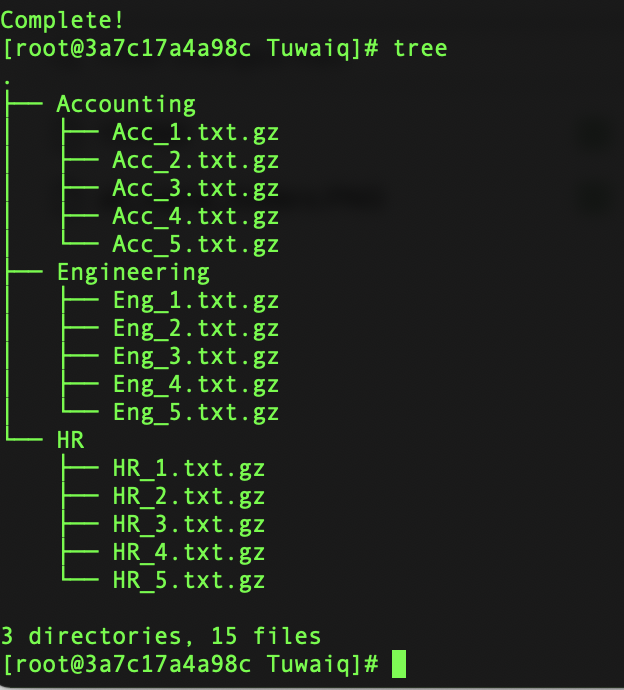 Complete!
[root@3a7c17a4a98c Tuwaiq]# tree
.
├── Accounting
│   ├── Acc_1.txt.gz
│   ├── Acc_2.txt.gz
│   ├── Acc_3.txt.gz
│   ├── Acc_4.txt.gz
│   └── Acc_5.txt.gz
├── Engineering
│   ├── Eng_1.txt.gz
│   ├── Eng_2.txt.gz
│   ├── Eng_3.txt.gz
│   ├── Eng_4.txt.gz
│   └── Eng_5.txt.gz
└── HR
    ├── HR_1.txt.gz
    ├── HR_2.txt.gz
    ├── HR_3.txt.gz
    ├── HR_4.txt.gz
    └── HR_5.txt.gz

3 directories, 15 files
[root@3a7c17a4a98c Tuwaiq]#